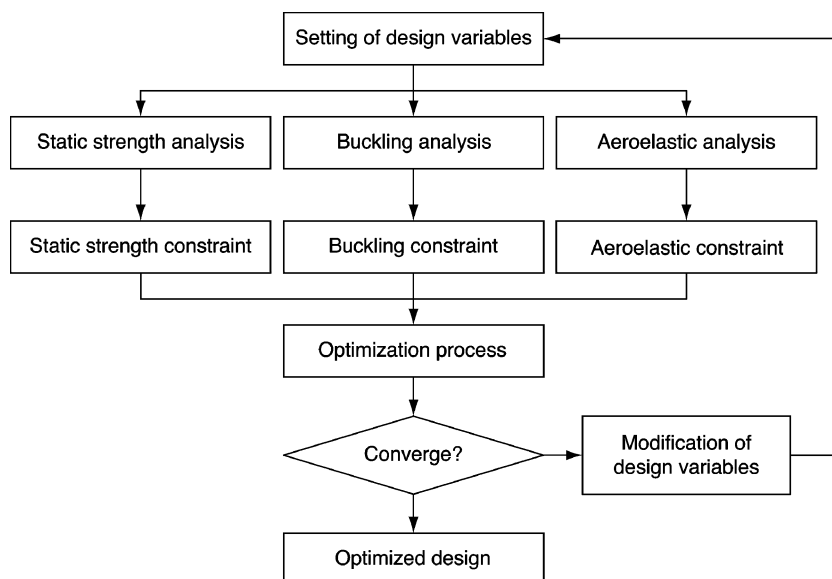 Setting of design variables
Static strength analysis
Buckling analysis
Aeroelastic analysis
Static strength constraint
Buckling constraint
Aeroelastic constraint
Optimization process
Converge?
Modification of
design variables
Optimized design